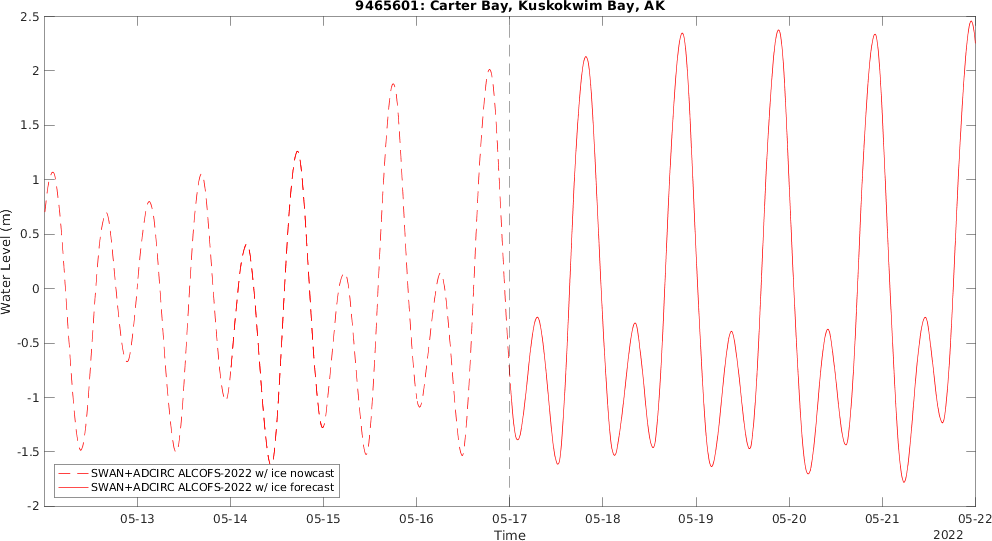 9465601: Carter Bay, Kuskokwim Bay, AK
2.5
2
1.5
1
0.5
0
-0.5
-1
-1.5
-2
Water Level (m)
SWAN+ADCIRC ALCOFS-2022 w/ ice nowcast
SWAN+ADCIRC ALCOFS-2022 w/ ice forecast
05-13 05-14 05-15 05-16 05-17 05-18 05-19 05-20 05-21 05-22
Time
2022